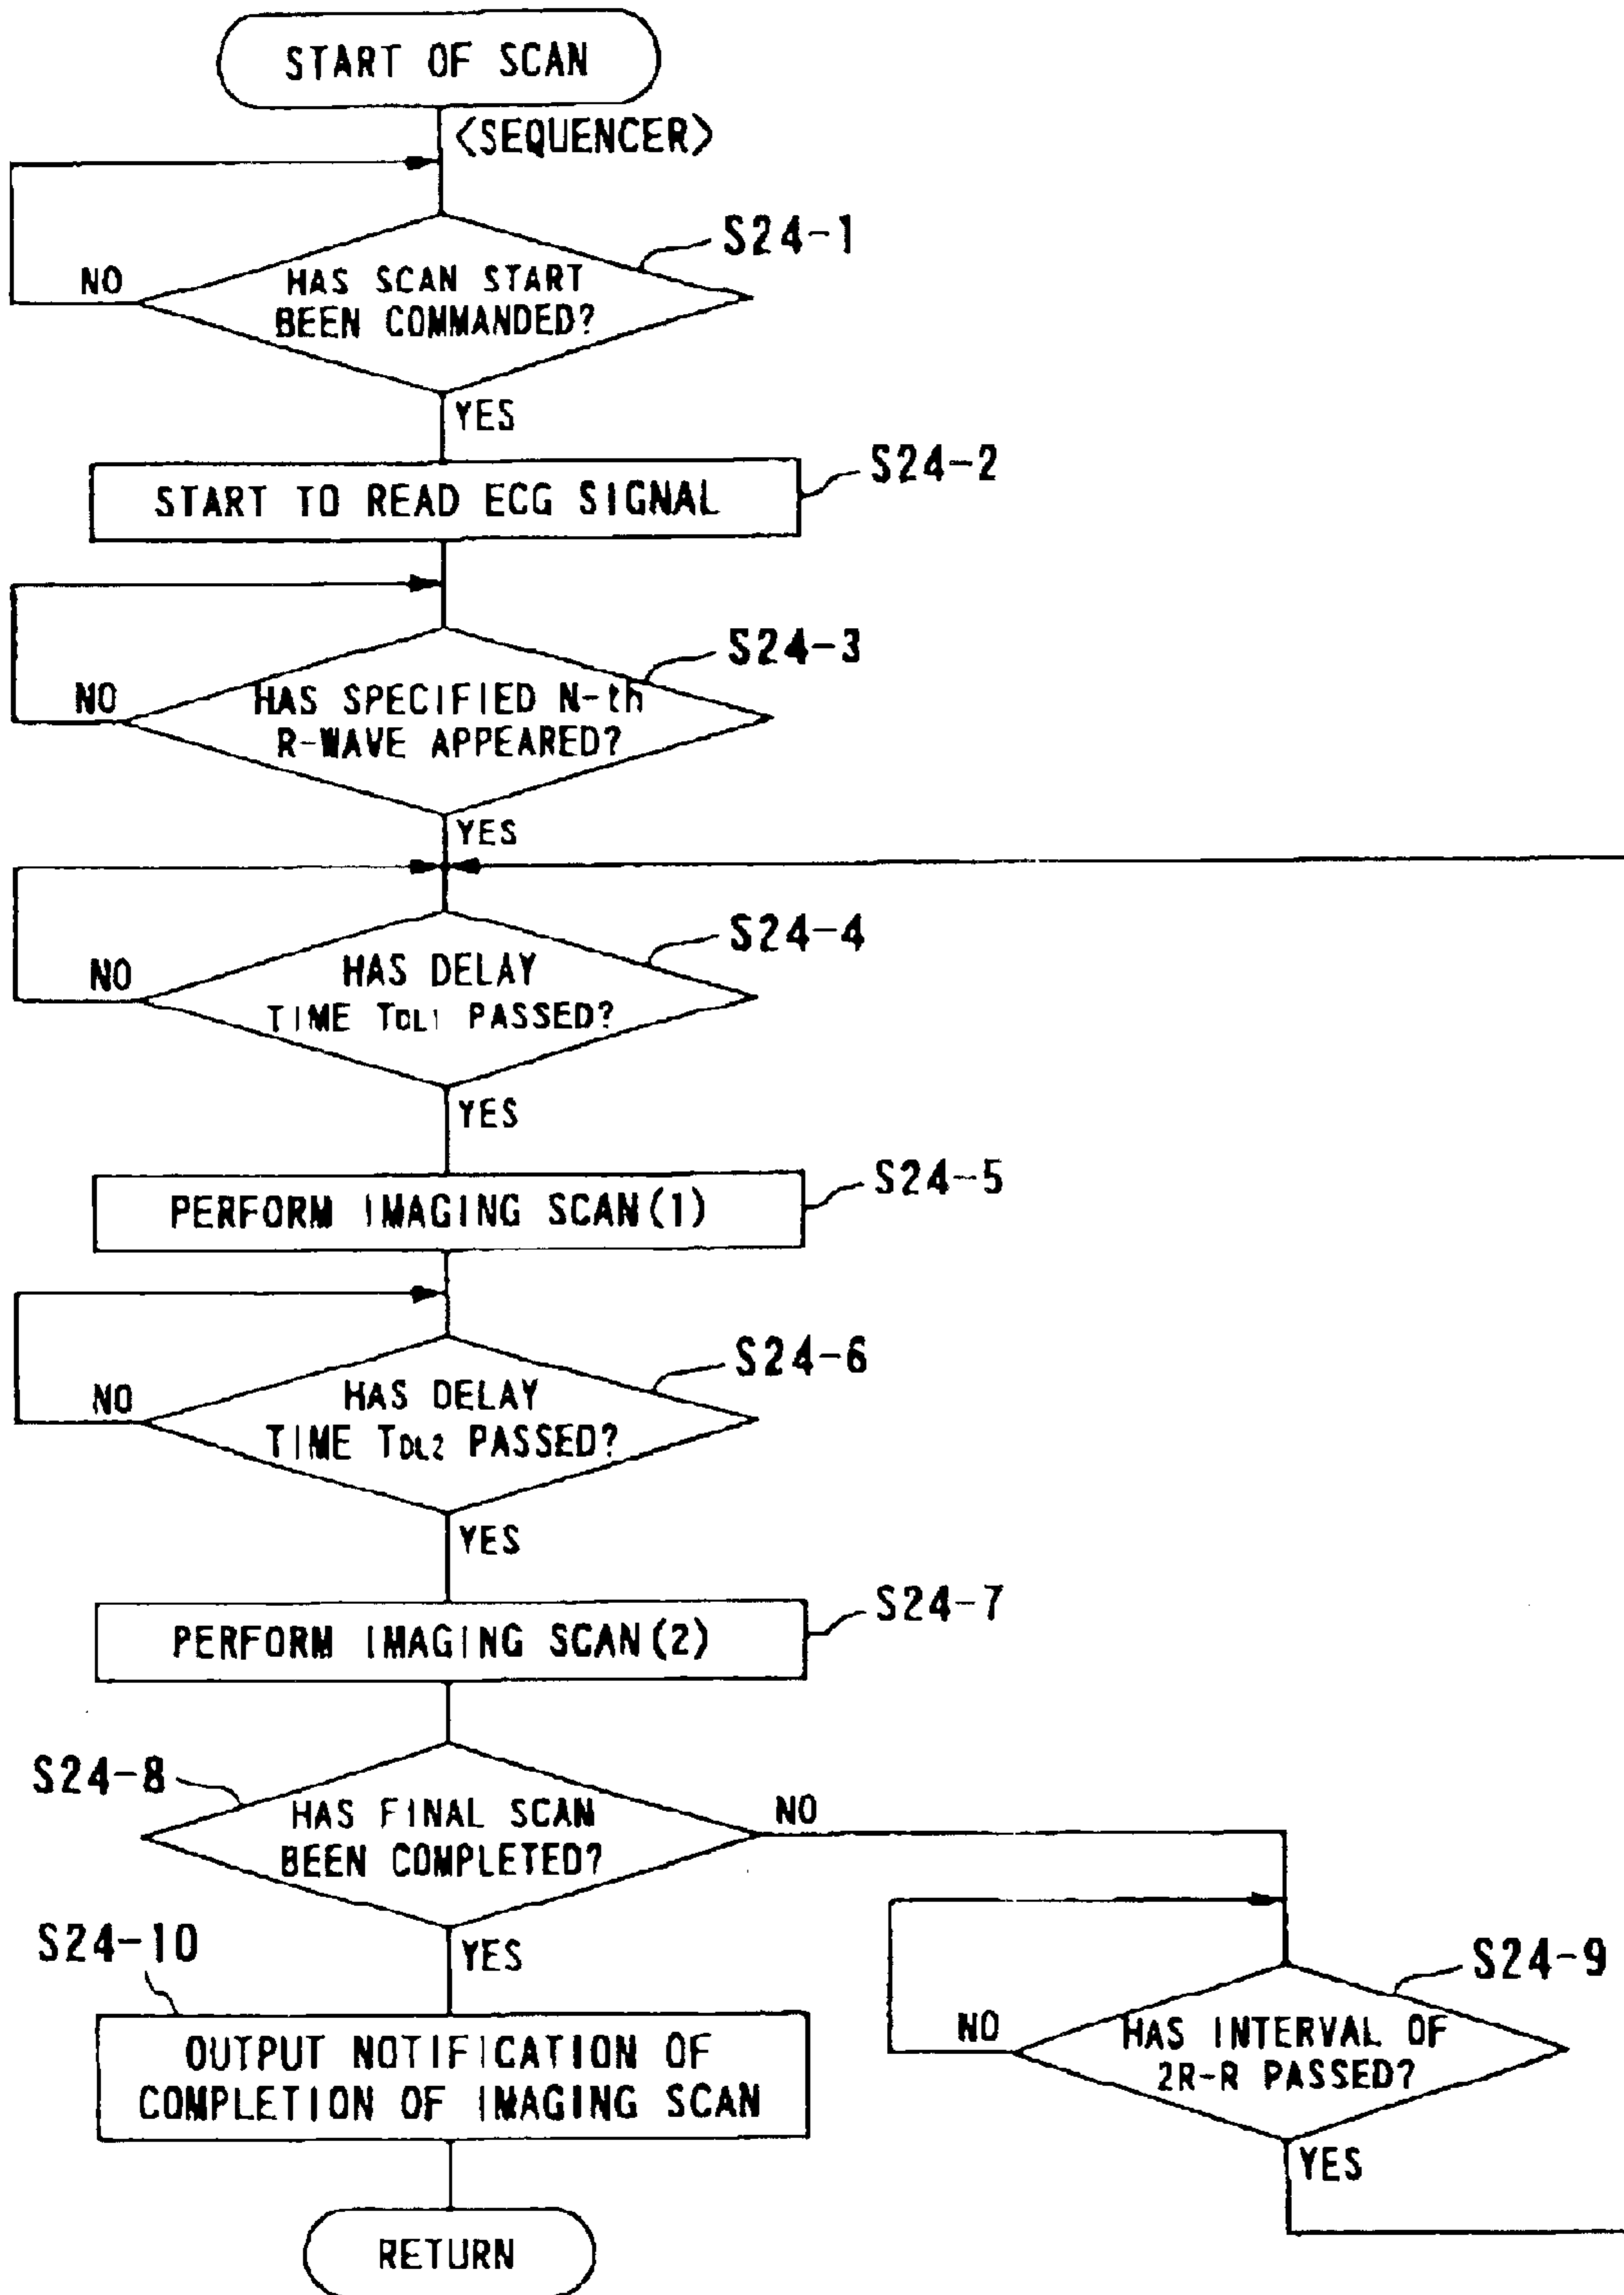 START OF SCAN
<SEQUENCER>
S24-1
NO
HAS SCAN START
BEEN COMMANDED?
YES
S24-2
START TO READ ECG SIGNAL
S24-3
NO
HAS SPECIFIED N-th
R-WAVE APPEARED?
YES
S24-4
NO
HAS DELAY
TIME TDL1 PASSED?
YES
S24-5
PERFORM IMAGING SCAN(1)
S24-6
NO
HAS DELAY
TIME TDL2 PASSED?
YES
S24-7
PERFORM IMAGING SCAN(2)
S24-8
HAS FINAL SCAN
BEEN COMPLETED?
NO
YES
S24-9
NO
HAS INTERVAL OF
2R-R PASSED?
YES
S24-10
OUTPUT NOTIFICATION OF
COMPLETION OF IMAGING SCAN
RETURN